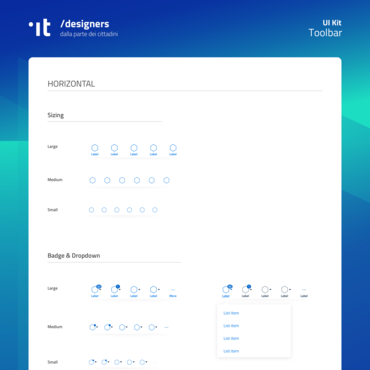 ·ıt /designers
dalla parte dei cittadini
UI Kit
Toolbar
HORIZONTAL
Sizing
Large
Label Label Label Label Label
Medium
Small
Badge & Dropdown
Large
Label Label Label Label More
Label Label Label Label Label
List item
List item
List item
List item
Medium
Small